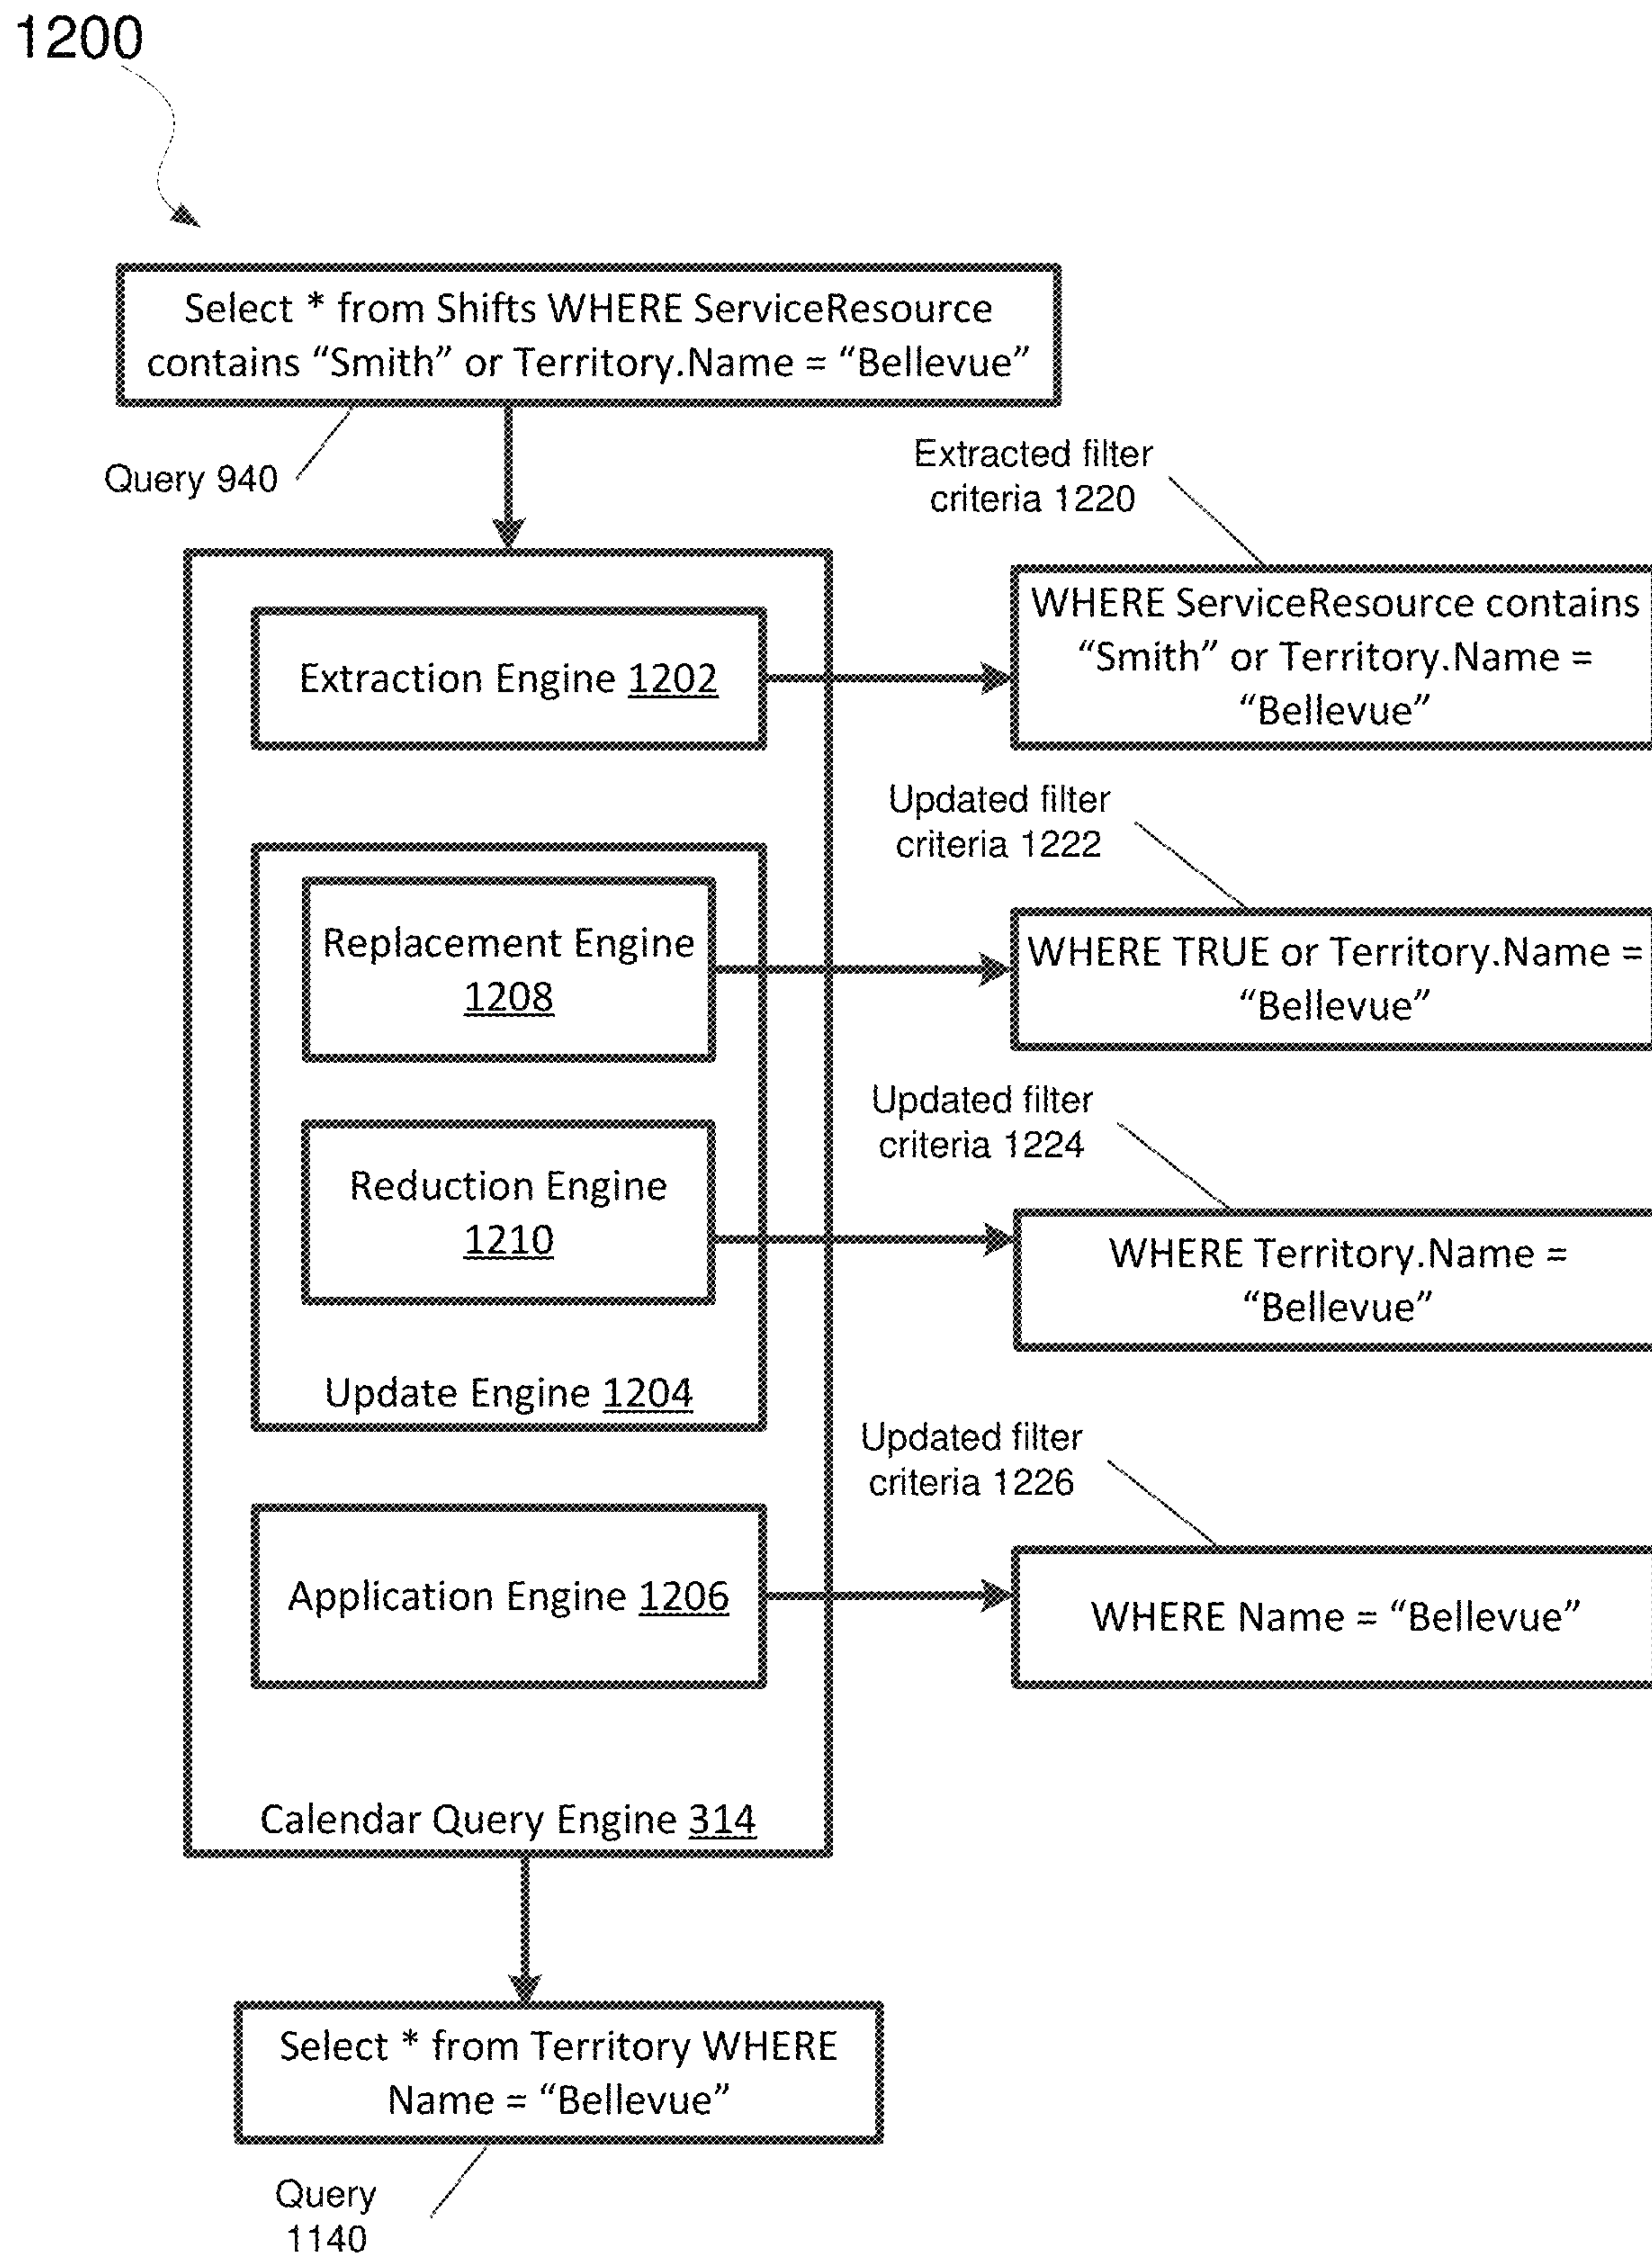 1200
Select * from Shifts WHERE ServiceResource
contains “Smith” or Territory.Name = “Bellevue”
Query 940
Extracted filter
criteria 1220
Extraction Engine 1202
WHERE ServiceResource contains
“Smith” or Territory.Name =
“Bellevue”
Updated filter
criteria 1222
Replacement Engine
1208
WHERE TRUE or Territory.Name =
“Bellevue”
Updated filter
criteria 1224
Reduction Engine
1210
WHERE Territory.Name =
“Bellevue”
Update Engine 1204
Updated filter
criteria 1226
Application Engine 1206
WHERE Name = “Bellevue”
Calendar Query Engine 314
Select * from Territory WHERE
Name = “Bellevue”
Query
1140